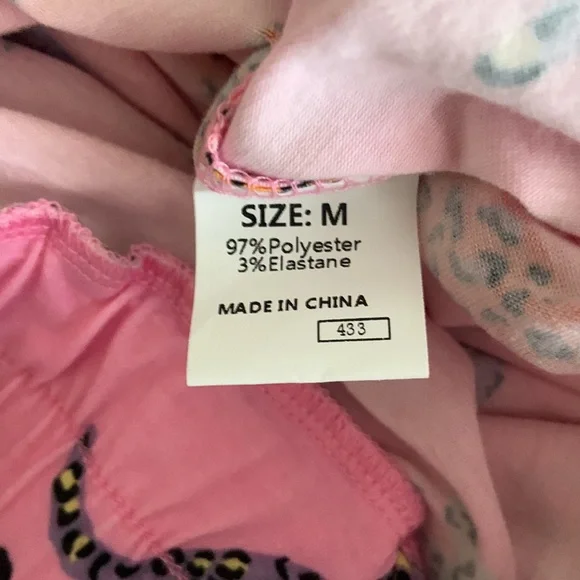 SIZE: M
97%Polyester
3%Elastane
MADE IN CHINA
433